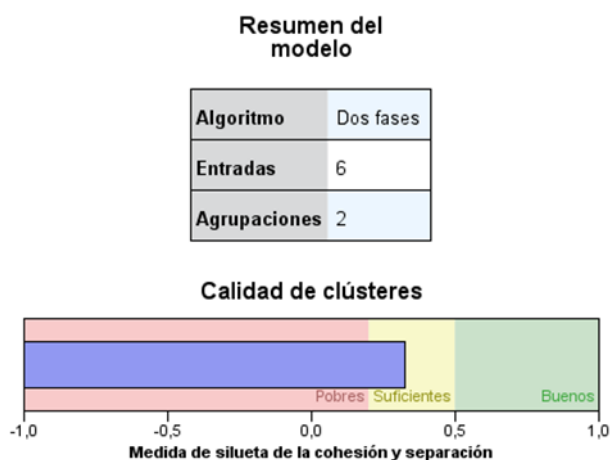 Resumen del
modelo
Algoritmo Dos fases
Entradas 6
Agrupaciones 2
Calidad de clústeres
Pobres Suficientes Buenos
-1,0 -0,5 0,0 0,5 1,0
Medida de silueta de la cohesión y separación